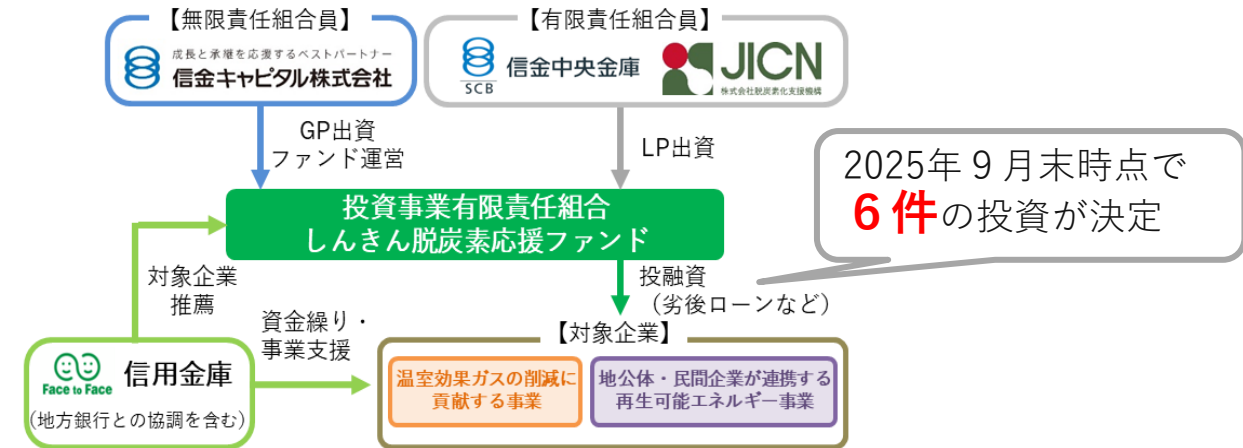 【無限責任組合員】
成長と承継を応援するベストパートナー
信金キャピタル株式会社
【有限責任組合員】
SCB
信金中央金庫
JICN
株式会社脱炭素化支援機構
GP出資
ファンド運営
LP出資
2025年9月末時点で
6件の投資が決定
投資事業有限責任組合
しんきん脱炭素応援ファンド
対象企業
推薦
投融資
(劣後ローンなど)
資金繰り・
事業支援
【対象企業】
Face to Face
信用金庫
(地方銀行との協調を含む)
温室効果ガスの削減に
貢献する事業
地公体・民間企業が連携する
再生可能エネルギー事業